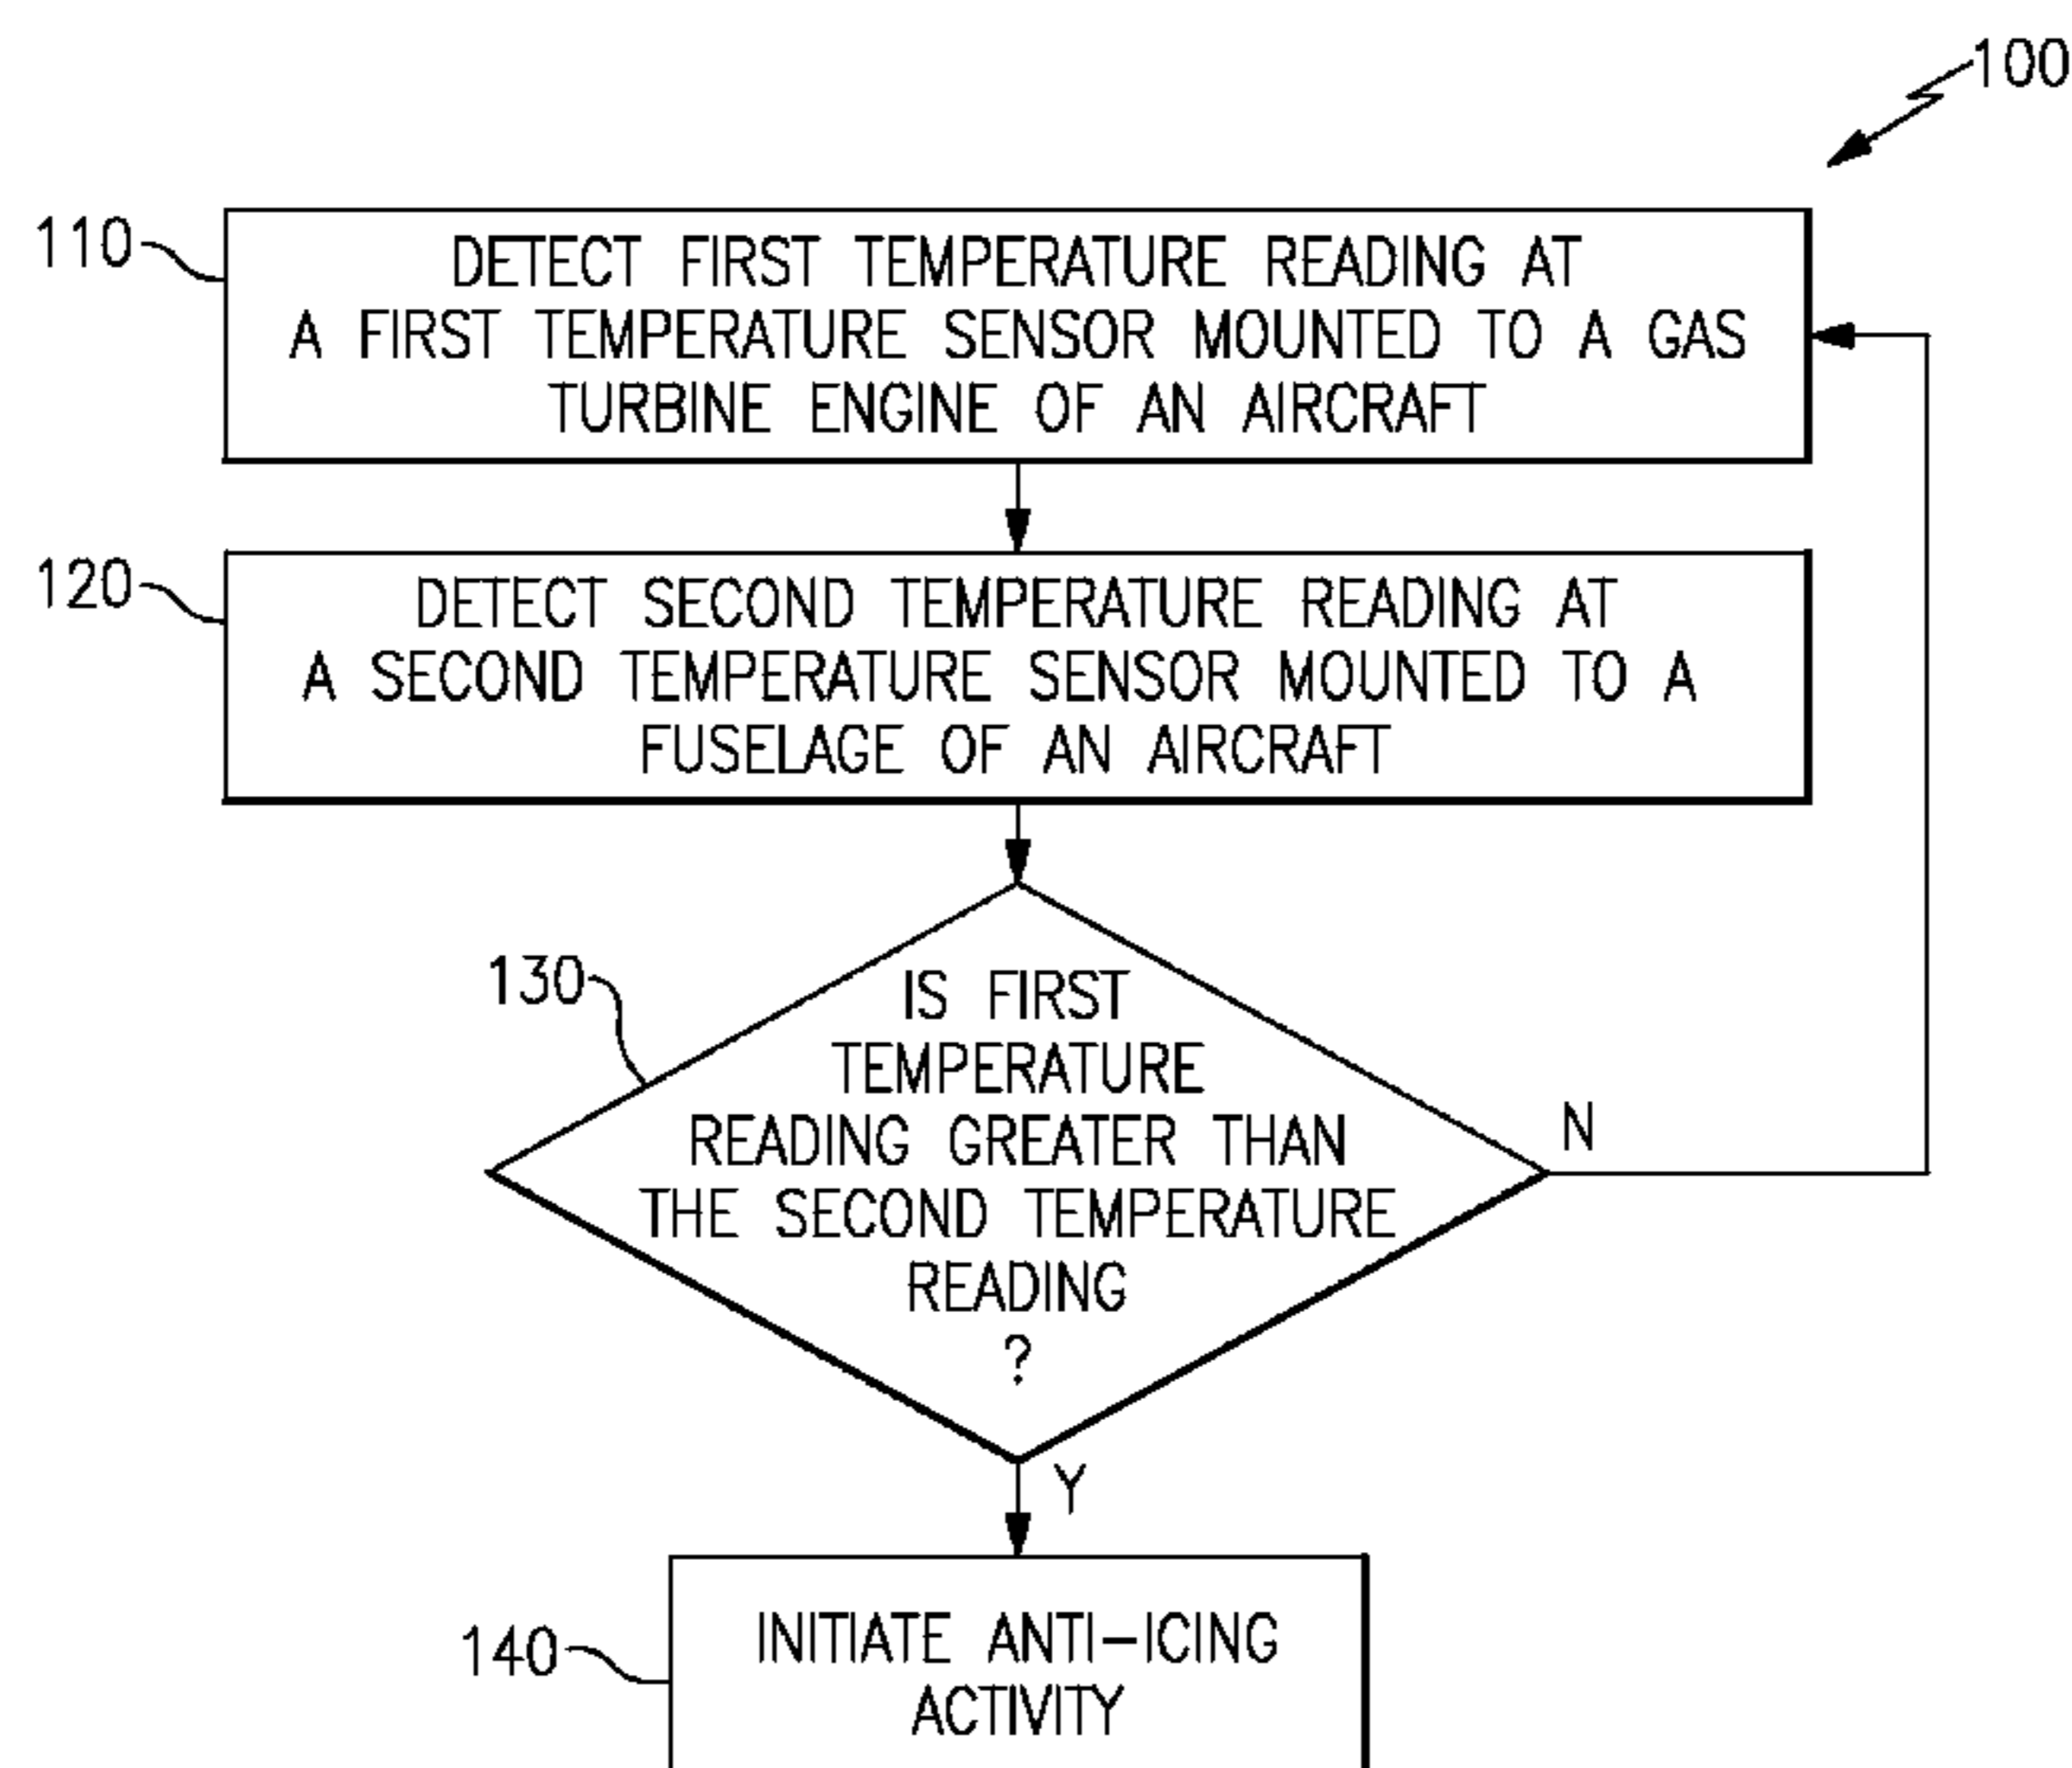 100
110
DETECT FIRST TEMPERATURE READING AT
A FIRST TEMPERATURE SENSOR MOUNTED TO A GAS
TURBINE ENGINE OF AN AIRCRAFT
120
DETECT SECOND TEMPERATURE READING AT
A SECOND TEMPERATURE SENSOR MOUNTED TO A
FUSELAGE OF AN AIRCRAFT
130
IS FIRST
TEMPERATURE
READING GREATER THAN
THE SECOND TEMPERATURE
READING
?
N
Y
140
INITIATE ANTI-ICING
ACTIVITY